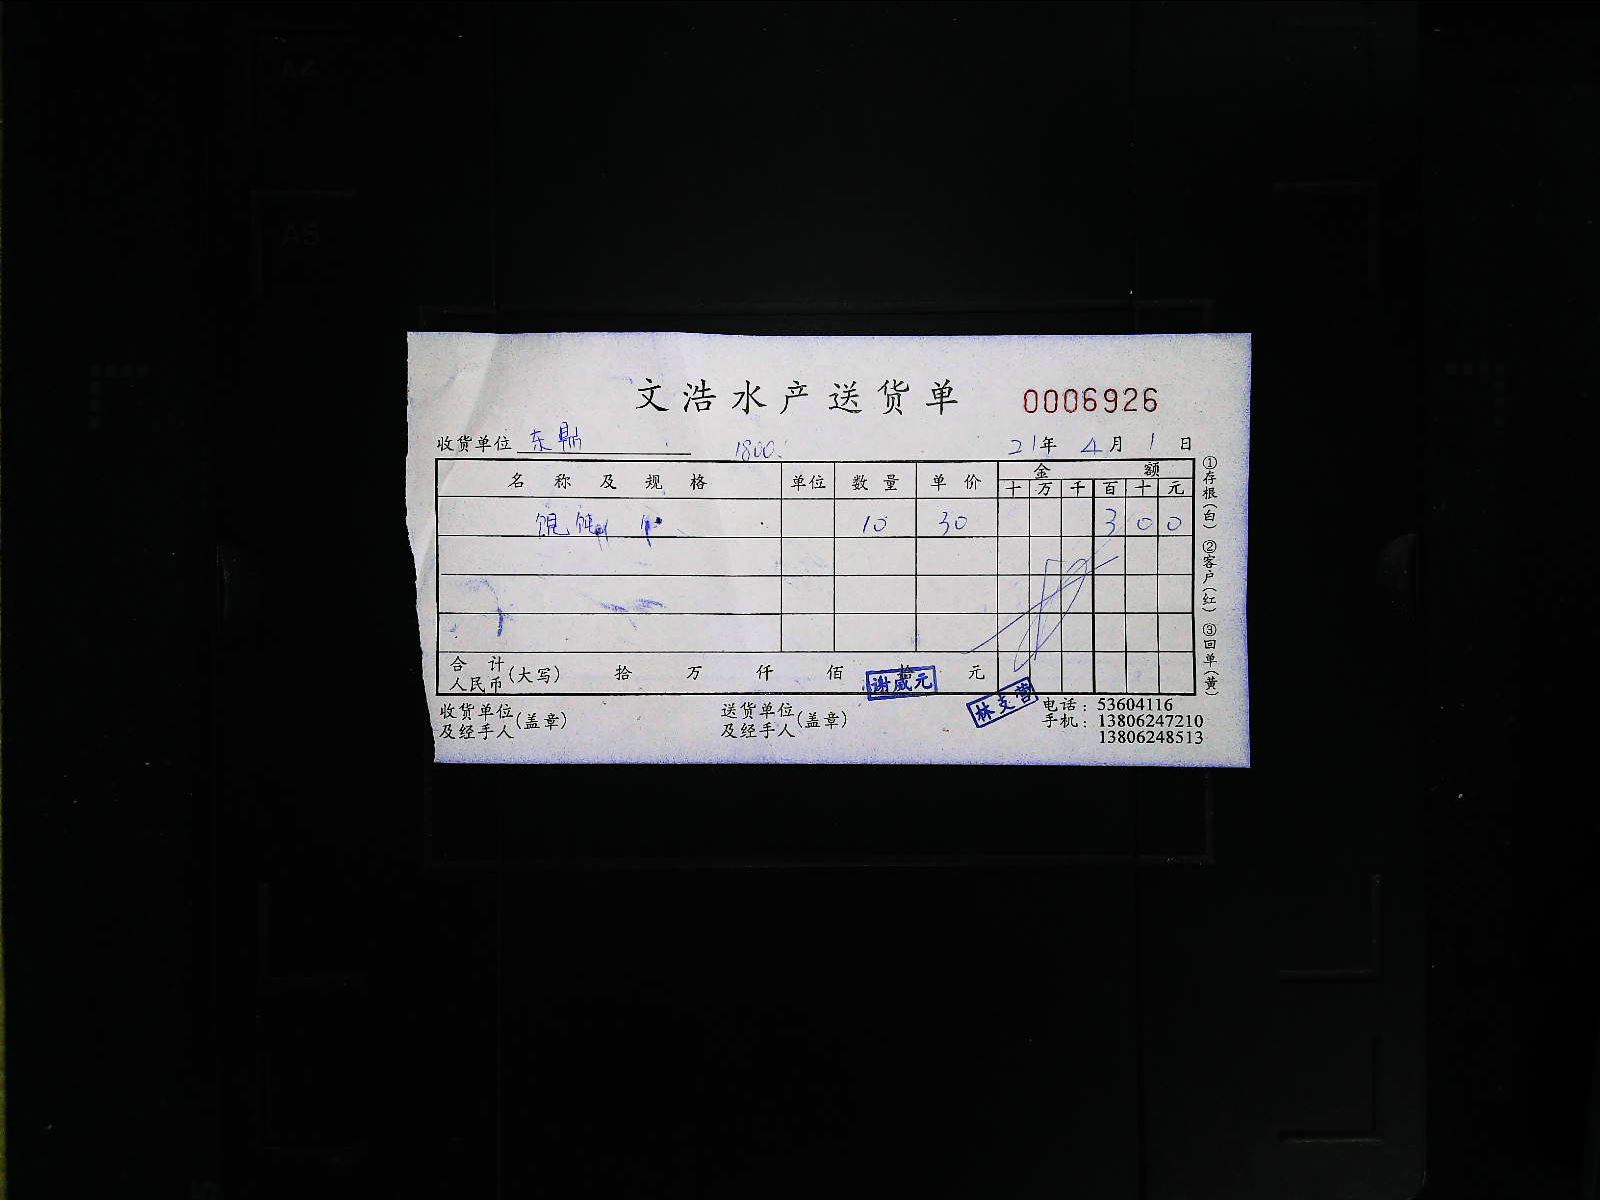 文浩水产送货单 0006926
收货单位 东鼎 1800. 21年 4月 1日
名称及规格 单位 数量 单价 金额
十 万 千 百 十 元
馄饨 10 30 3 0 0
合计人民币(大写) 拾 万 仟 佰 拾 元
谢威元
林支营
收货单位及经手人(盖章) 送货单位及经手人(盖章) 电话:53604116
手机:13806247210
13806248513
①存根(白) ②客户(红) ③回单(黄)